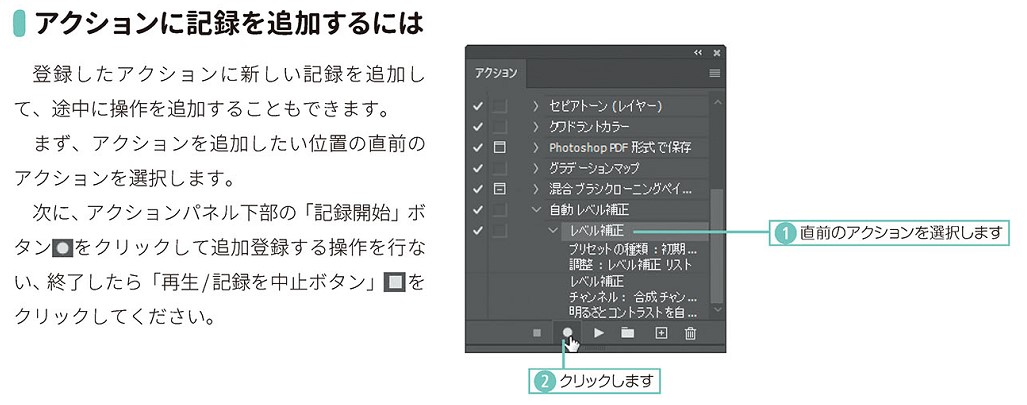 アクションに記録を追加するには
登録したアクションに新しい記録を追加し
て、途中に操作を追加することもできます。
まず、アクションを追加したい位置の直前の
アクションを選択します。
次に、アクションパネル下部の「記録開始」ボ
タン●をクリックして追加登録する操作を行な
い、終了したら「再生/記録を中止ボタン」■を
クリックしてください。
アクション
セピアトーン (レイヤー)
クワドラントカラー
Photoshop PDF 形式で保存
グラデーションマップ
混合 ブラシクローニングペイ...
自動 レベル補正
レベル補正
プリセットの種類 : 初期...
調整 : レベル補正 リスト
レベル補正
チャンネル : 合成 チャン...
明るさとコントラストを自...
1 直前のアクションを選択します
2 クリックします